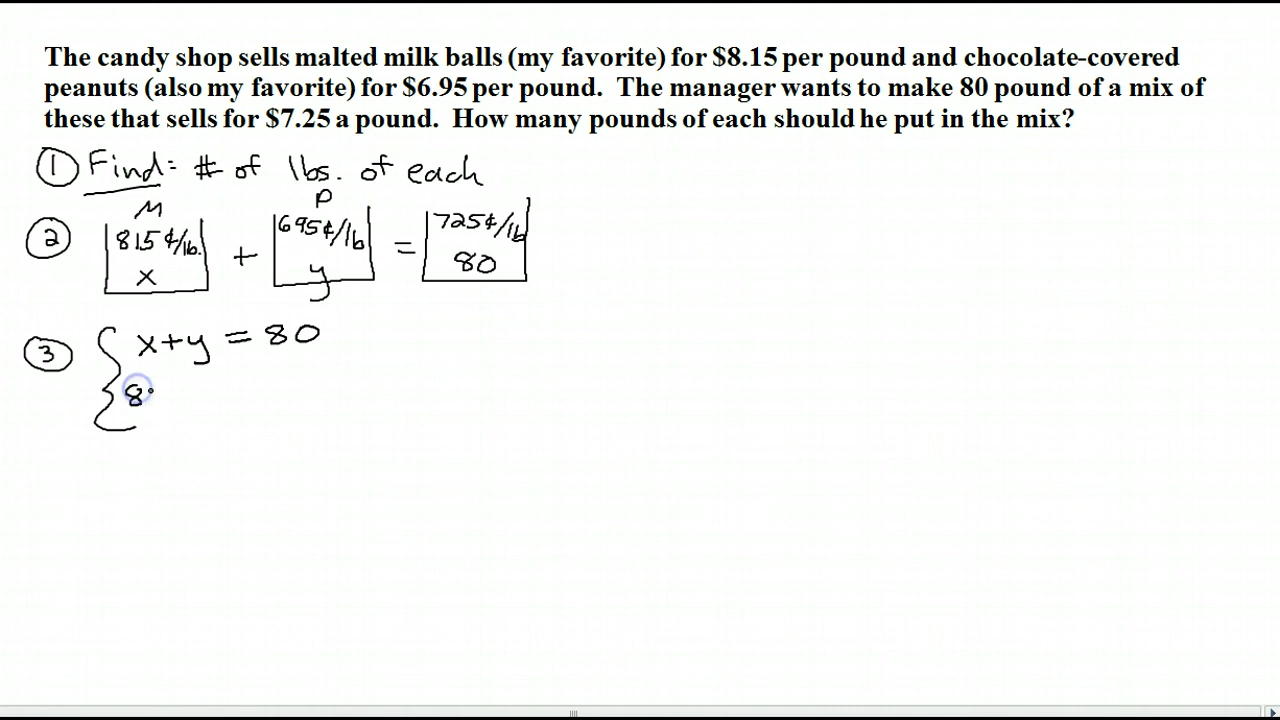 The candy shop sells malted milk balls (my favorite) for $8.15 per pound and chocolate-covered
peanuts (also my favorite) for $6.95 per pound. The manager wants to make 80 pound of a mix of
these that sells for $7.25 a pound. How many pounds of each should he put in the mix?
① Find: # of lbs. of each
M P
② 815¢/lb. + 695¢/lb = 725¢/lb
x y 80
③ { x+y = 80
8